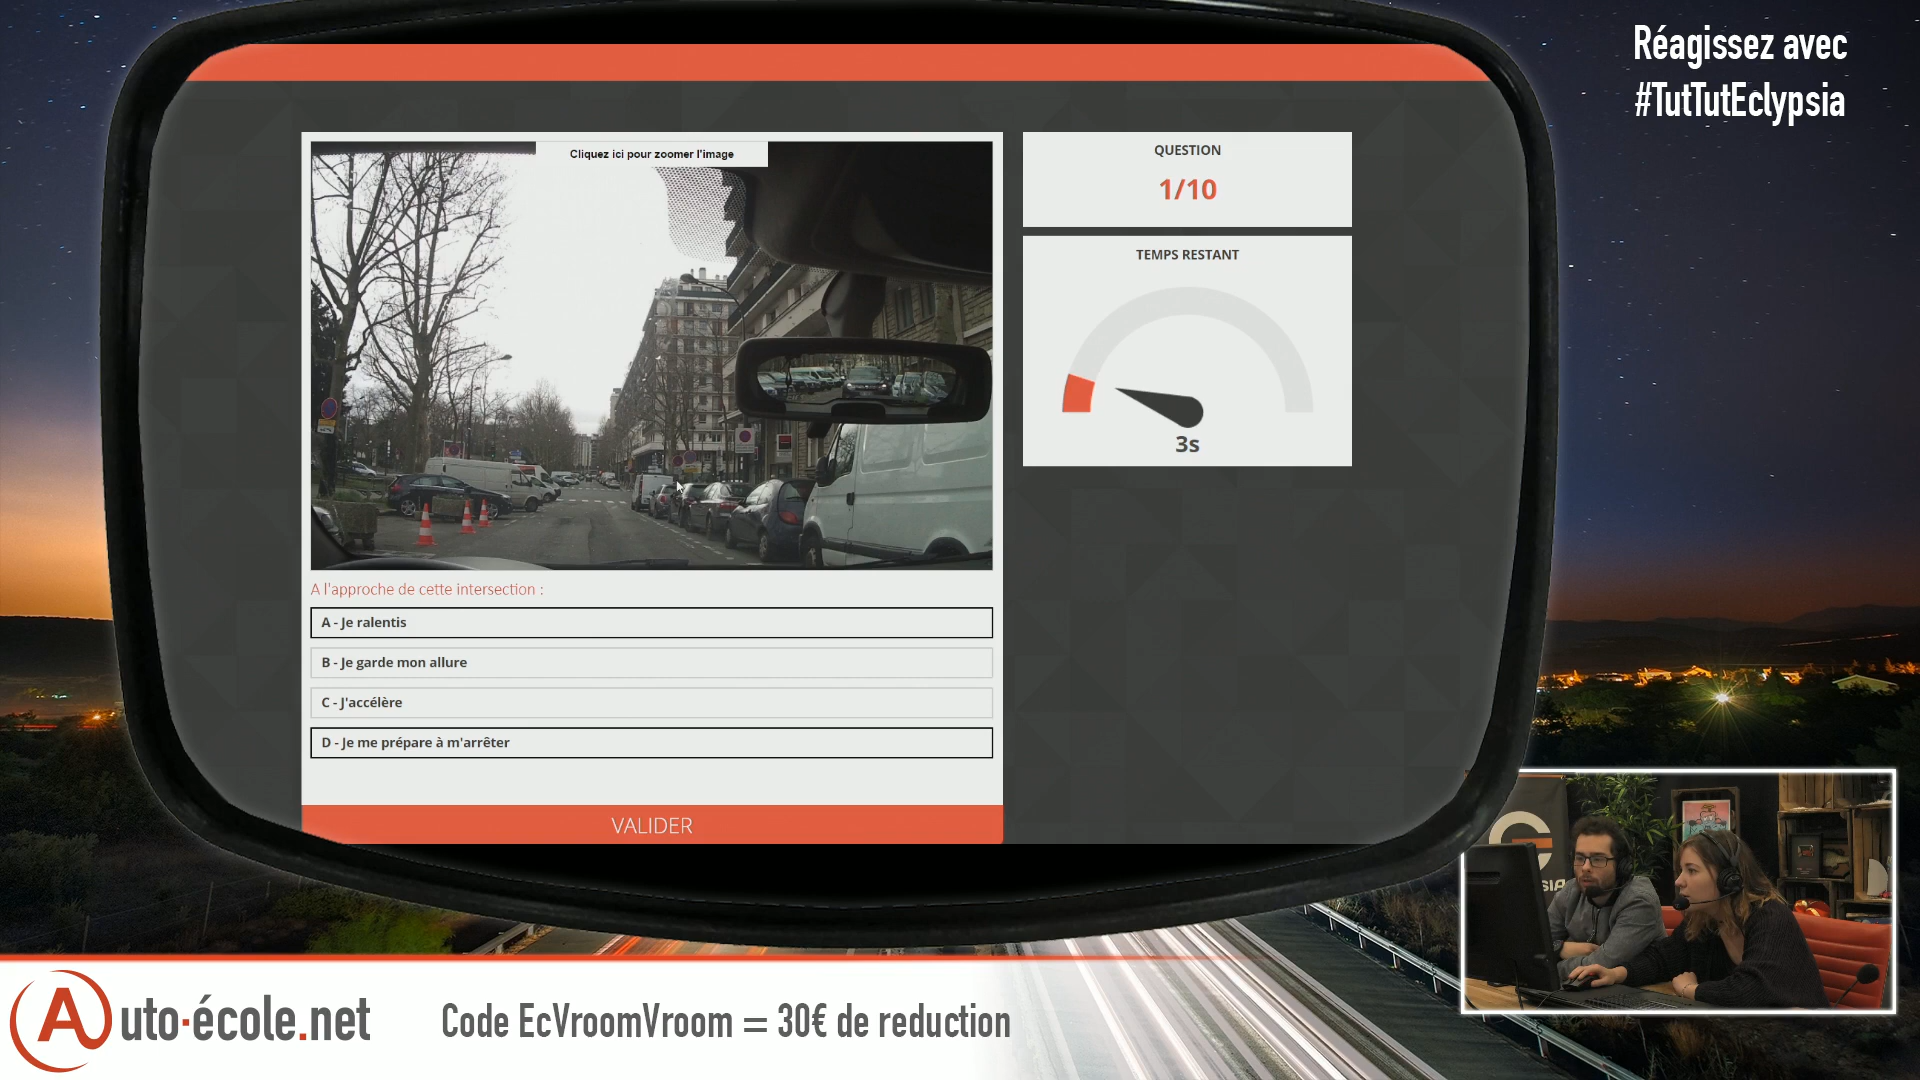 Réagissez avec
#TutTutEclypsia
Cliquez ici pour zoomer l'image
QUESTION
1/10
TEMPS RESTANT
3s
A l'approche de cette intersection :
A - Je ralentis
B - Je garde mon allure
C - J'accélère
D - Je me prépare à m'arrêter
VALIDER
Auto-école.net
Code EcVroomVroom = 30€ de reduction